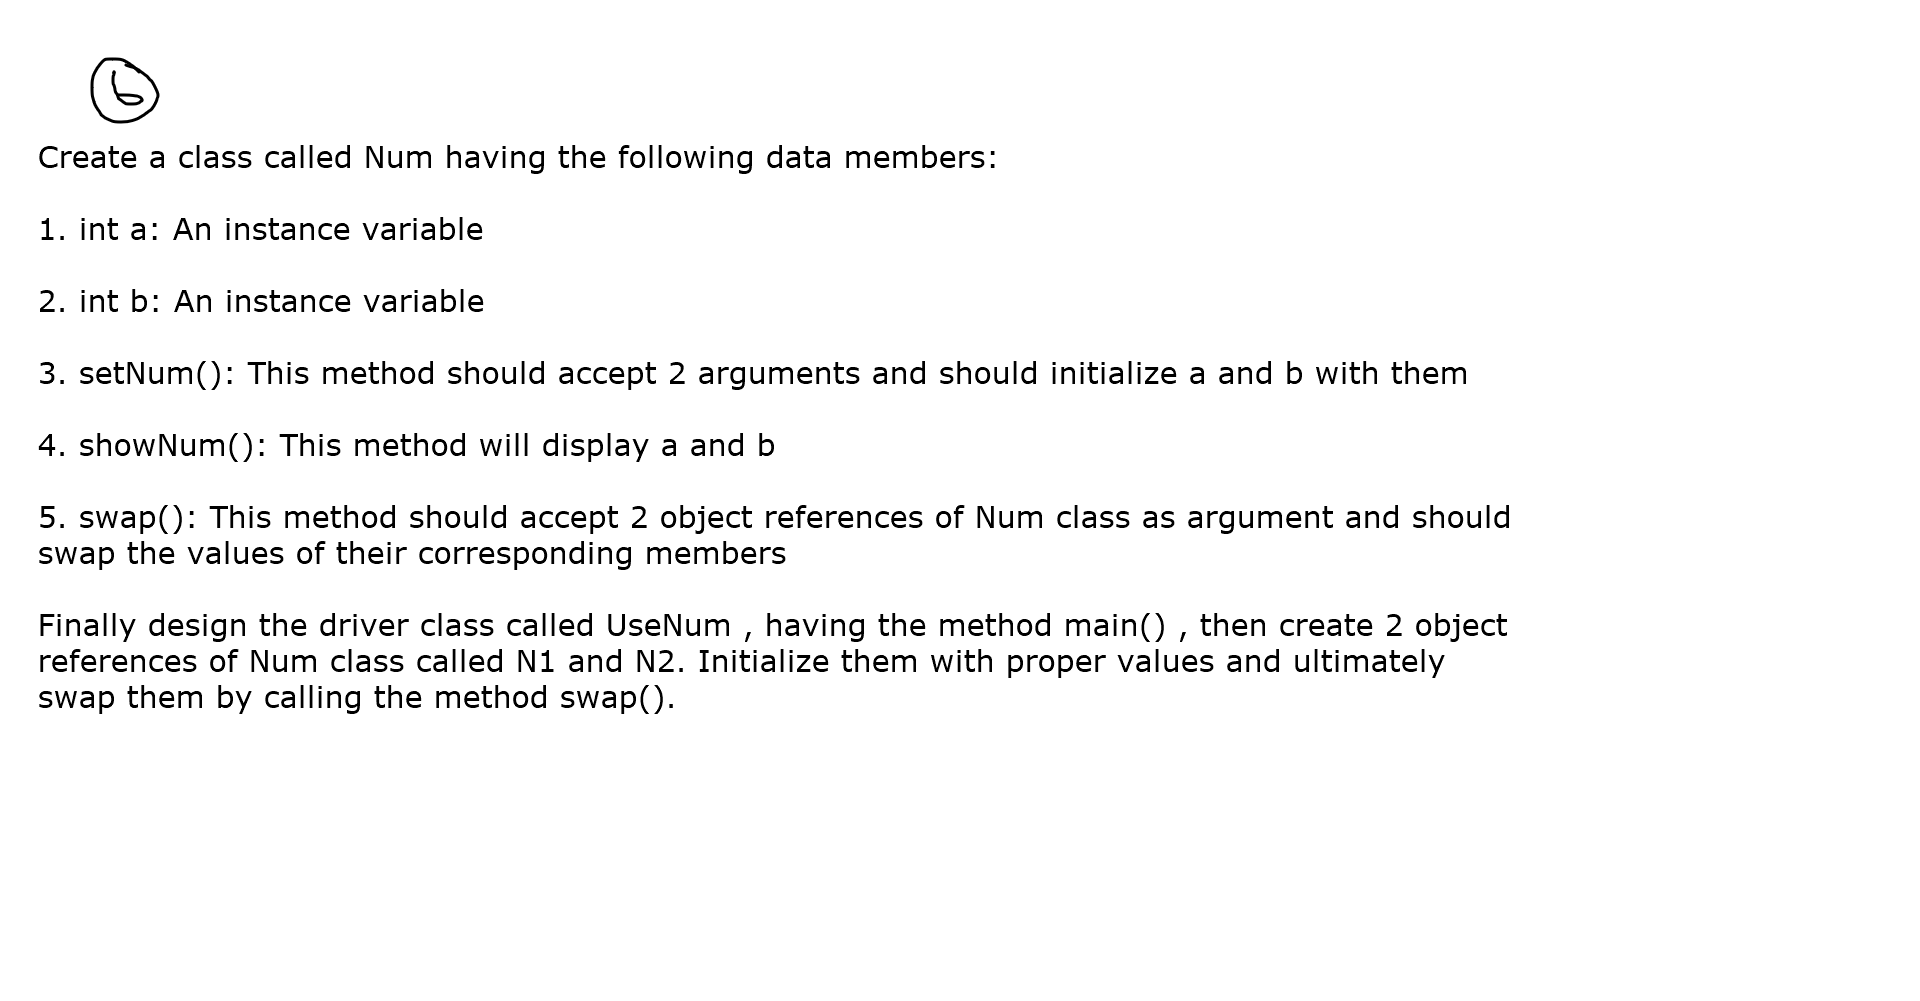 Create a class called Num having the following data members:
1. int a: An instance variable
2. int b: An instance variable
3. setNum(): This method should accept 2 arguments and should initialize a and b with them
4. showNum(): This method will display a and b
5. swap(): This method should accept 2 object references of Num class as argument and should
swap the values of their corresponding members
Finally design the driver class called UseNum , having the method main() , then create 2 object
references of Num class called N1 and N2. Initialize them with proper values and ultimately
swap them by calling the method swap().